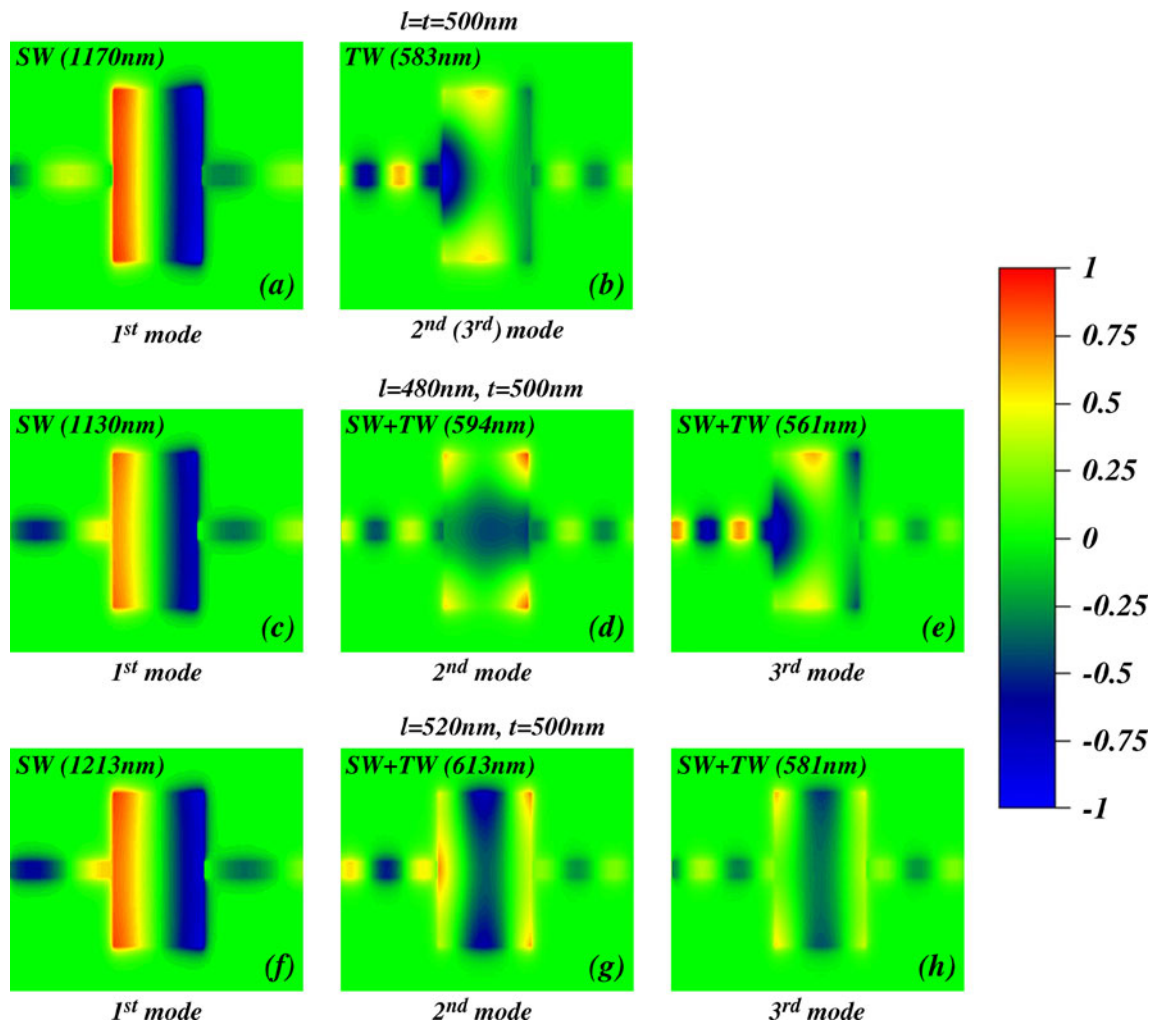 l=t=500nm
SW (1170nm) TW (583nm)
(a) (b)
1st mode 2nd (3rd) mode
l=480nm, t=500nm
SW (1130nm) SW+TW (594nm) SW+TW (561nm)
(c) (d) (e)
1st mode 2nd mode 3rd mode
l=520nm, t=500nm
SW (1213nm) SW+TW (613nm) SW+TW (581nm)
(f) (g) (h)
1st mode 2nd mode 3rd mode
1
0.75
0.5
0.25
0
-0.25
-0.5
-0.75
-1